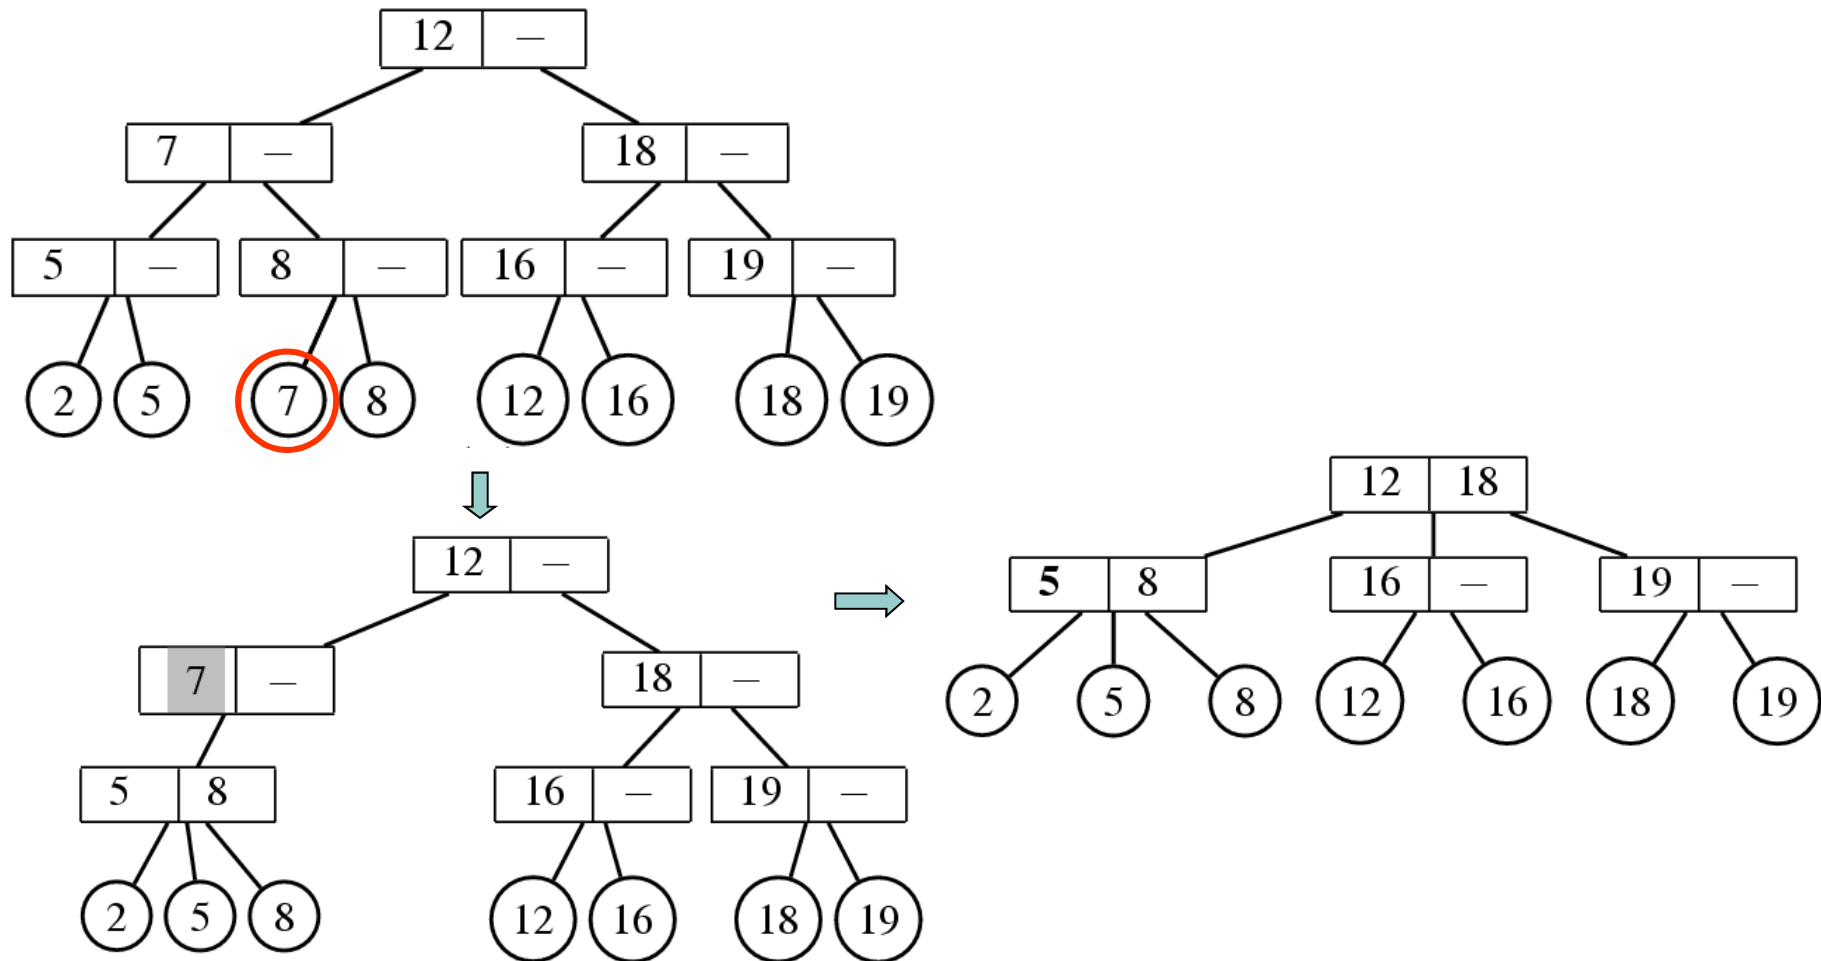 12 —
7 — 18 —
5 — 8 — 16 — 19 —
2 5 7 8 12 16 18 19
12 —
7 — 18 —
5 8 16 — 19 —
2 5 8 12 16 18 19
12 18
5 8 16 — 19 —
2 5 8 12 16 18 19